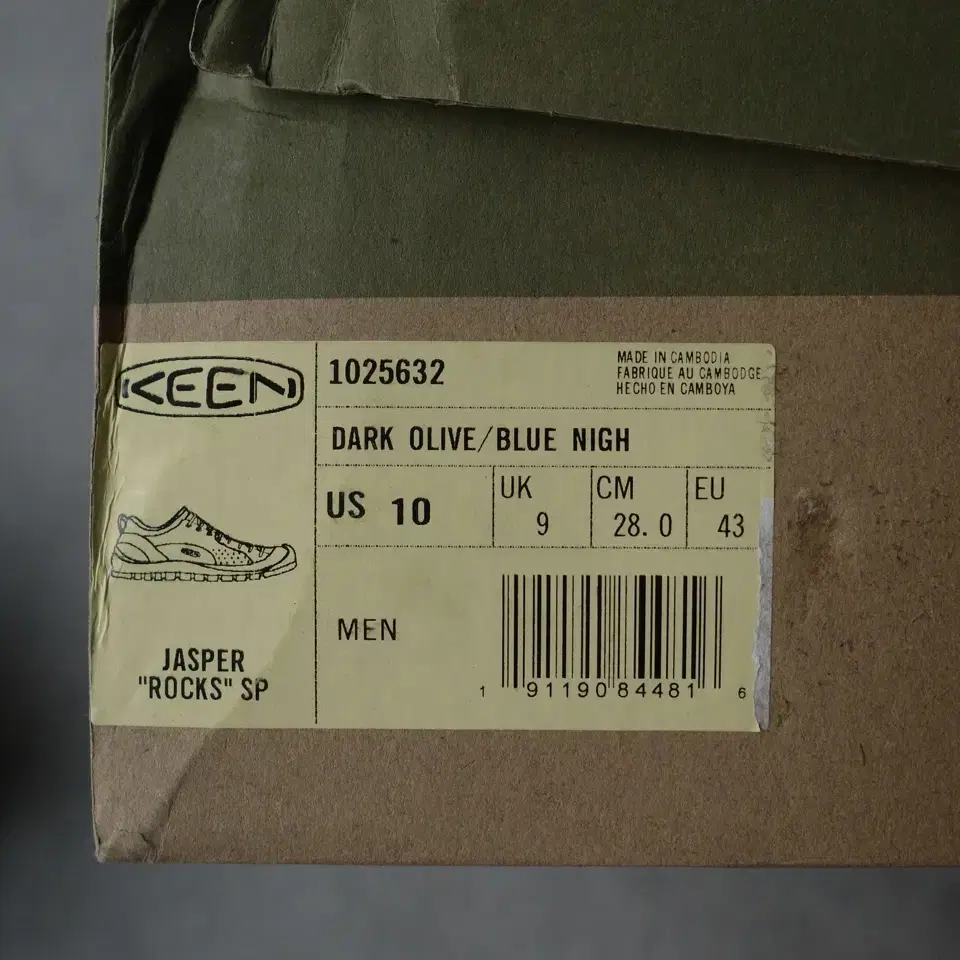 KEEN
1025632
MADE IN CAMBODIA
FABRIQUE AU CAMBODGE
HECHO EN CAMBOYA
DARK OLIVE/BLUE NIGH
US 10
UK 9
CM 28.0
EU 43
MEN
JASPER
"ROCKS" SP
1 91190 84481 6